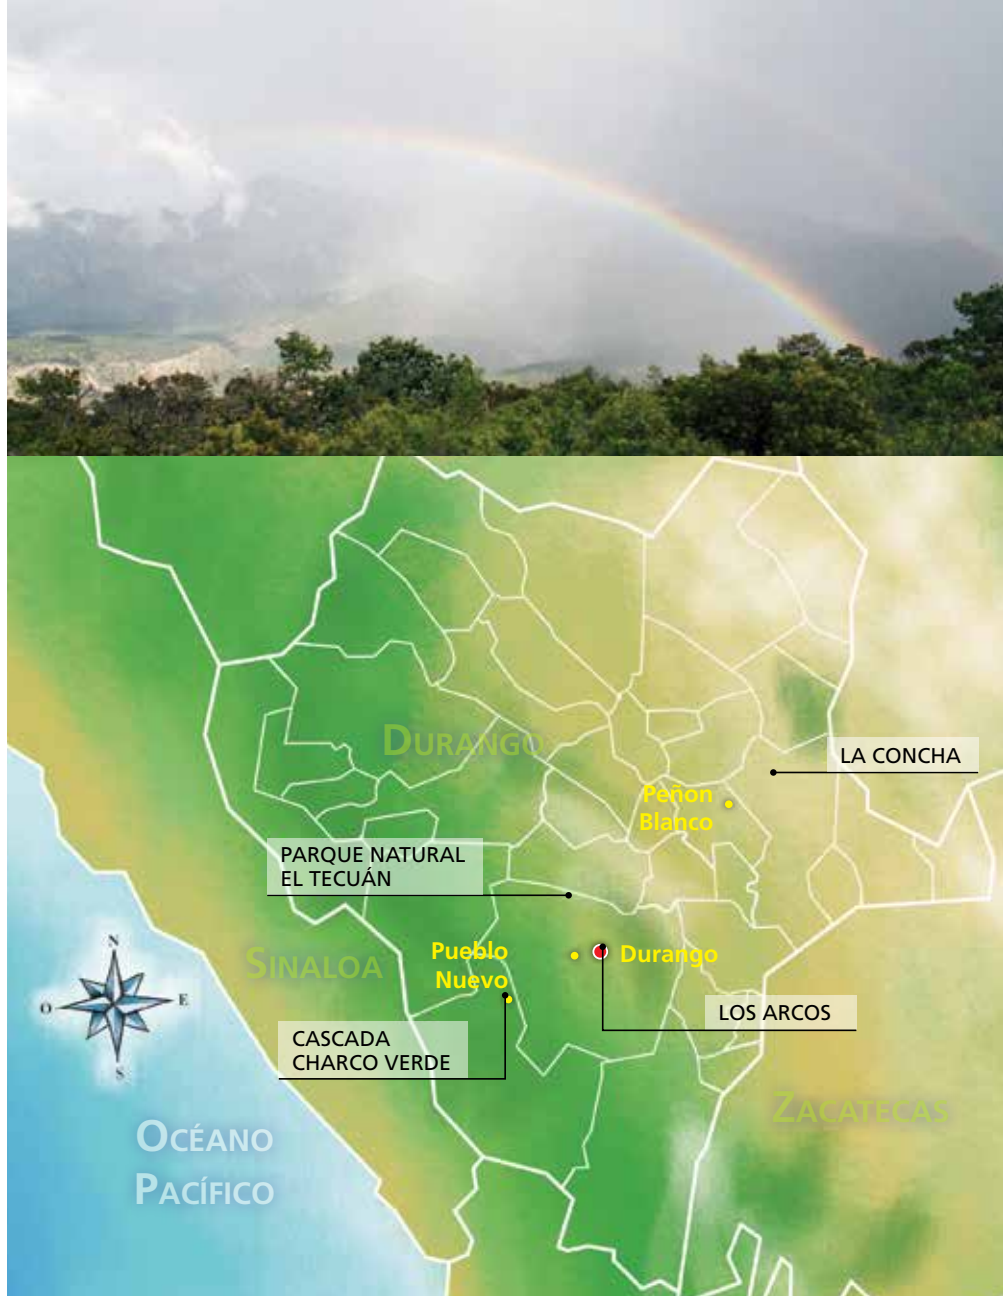 DURANGO
LA CONCHA
Peñon
Blanco
PARQUE NATURAL
EL TECUÁN
SINALOA
Pueblo
Nuevo
Durango
N
O
E
S
LOS ARCOS
CASCADA
CHARCO VERDE
ZACATECAS
OCÉANO
PACÍFICO